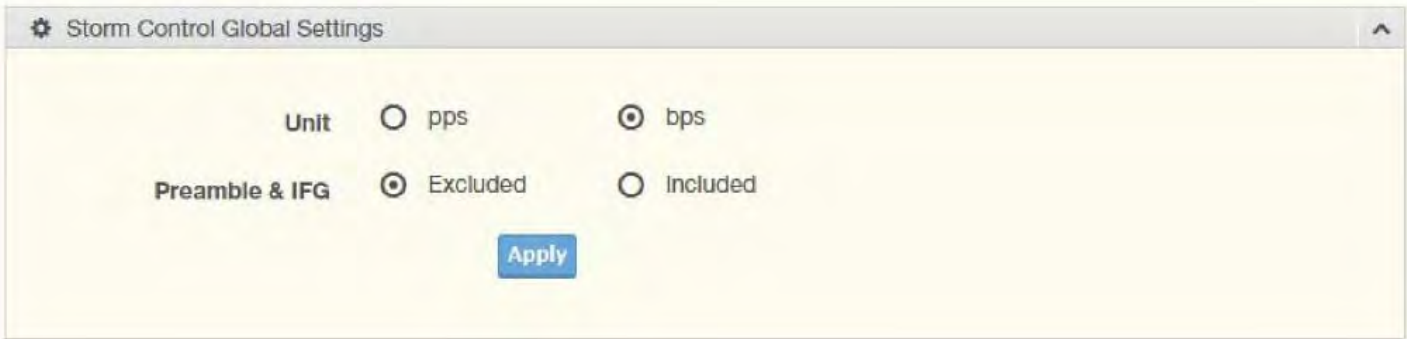 Storm Control Global Settings
Unit pps bps
Preamble & IFG Excluded Included
Apply